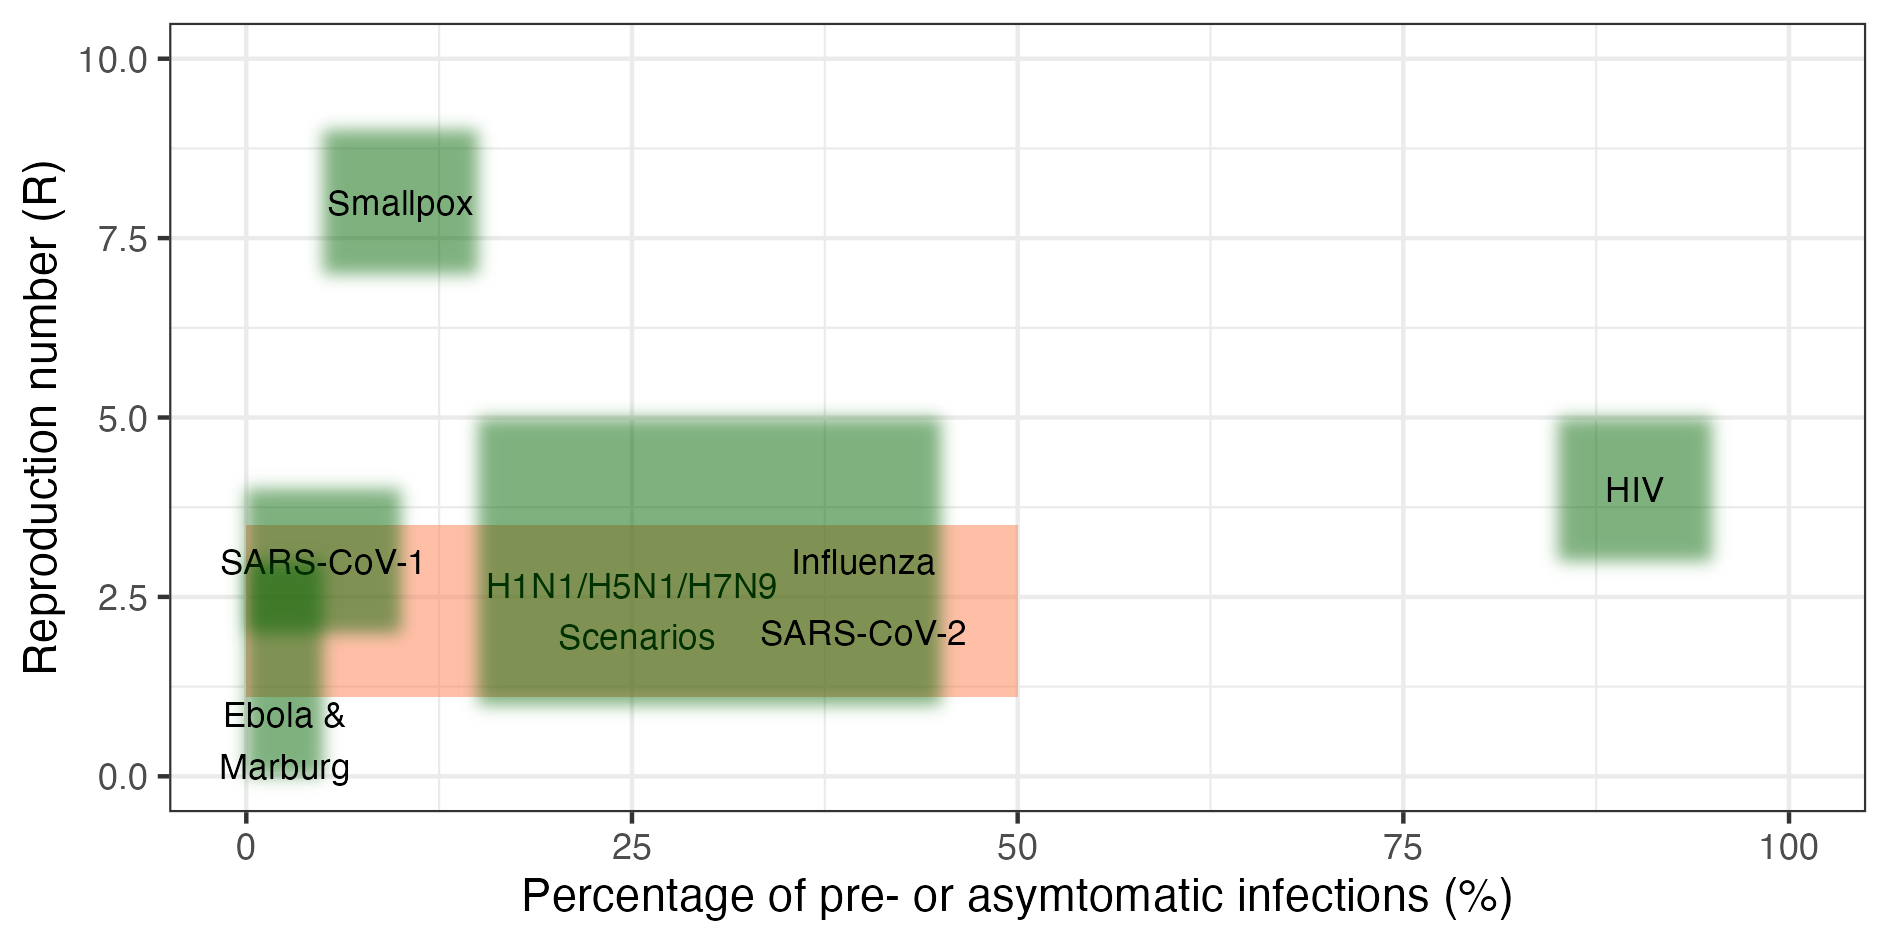 10.0
7.5
5.0
2.5
0.0
Reproduction number (R)
Smallpox
HIV
SARS-CoV-1
Influenza
H1N1/H5N1/H7N9
Scenarios
SARS-CoV-2
Ebola &
Marburg
0 25 50 75 100
Percentage of pre- or asymtomatic infections (%)